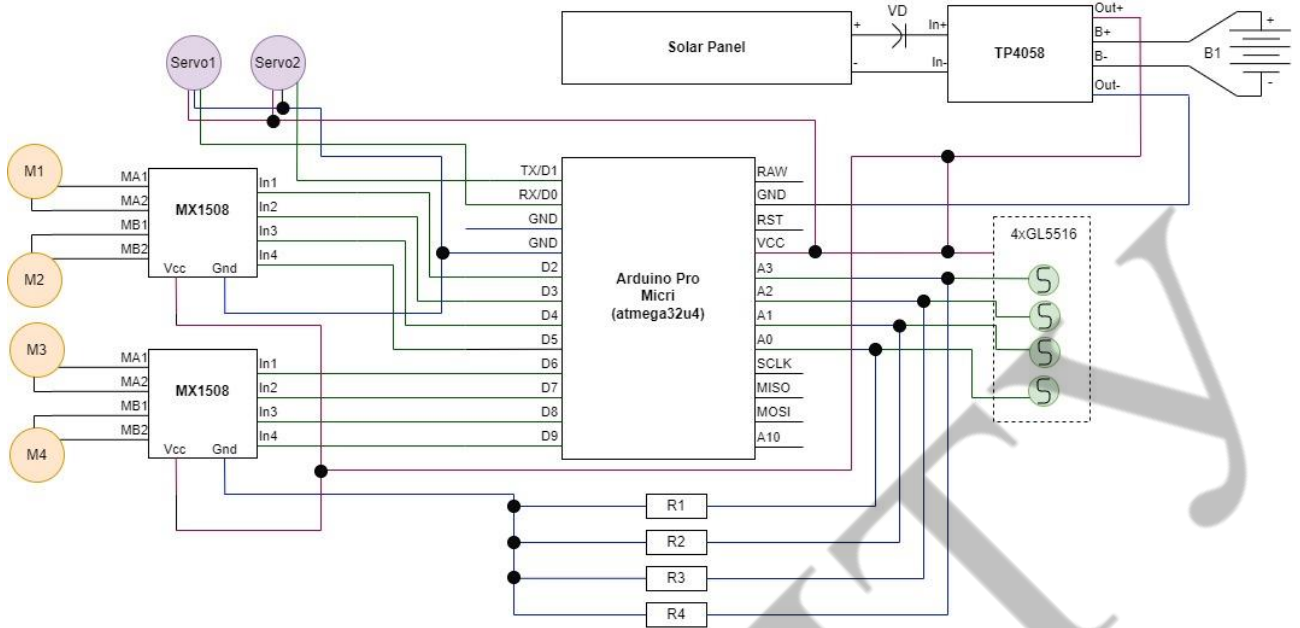 VD
Out+
+
In+
+
Solar Panel
TP4058
B+
B-
B1
Servo1
Servo2
-
In-
Out-
-
M1
MA1
In1
TX/D1
RAW
MA2
MX1508
In2
RX/D0
GND
MB1
In3
GND
RST
4xGL5516
MB2
In4
GND
VCC
M2
Vcc
Gnd
D2
Arduino Pro
Micri
(atmega32u4)
A3
D3
A2
D4
A1
M3
MA1
In1
D5
A0
MA2
MX1508
In2
D6
SCLK
MB1
In3
D7
MISO
MB2
In4
D8
MOSI
M4
Vcc
Gnd
D9
A10
R1
R2
R3
R4